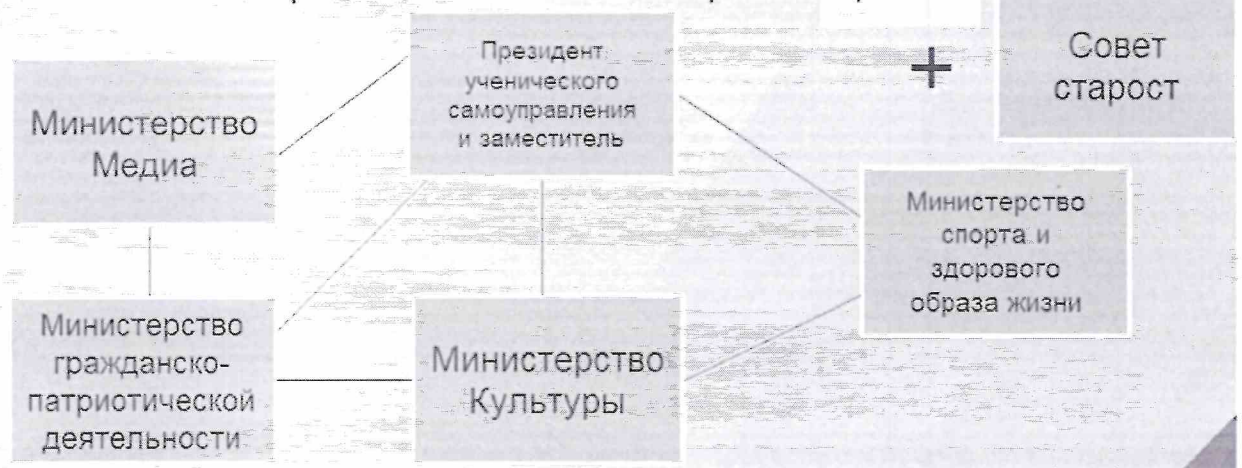 Президент
ученического
самоуправления
и заместитель
+
Совет
старост
Министерство
Медиа
Министерство
спорта и
здорового
образа жизни
Министерство
гражданско-
патриотической
деятельности
Министерство
Культуры